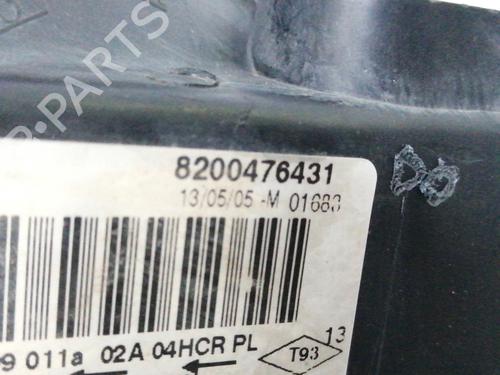 B-PARTS
8200476431
13/05/05 -M 01683
9 011a 02A 04HCR PL
13
T93